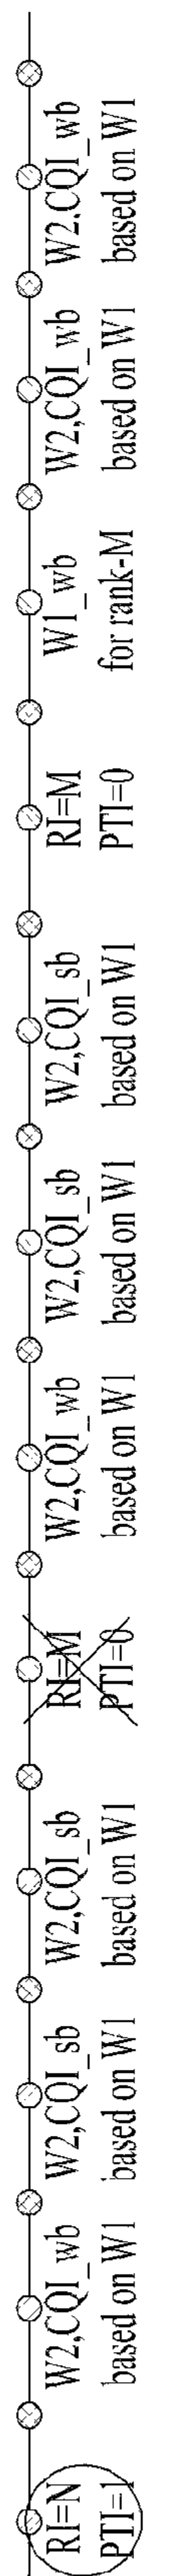 RI=N
PTI=1
W2,CQI_wb
based on W1
W2,CQI_sb
based on W1
W2,CQI_sb
based on W1
RI=M
PTI=0
W2,CQI_wb
based on W1
W2,CQI_sb
based on W1
W2,CQI_sb
based on W1
RI=M
PTI=0
W1_wb
for rank-M
W2,CQI_wb
based on W1
W2,CQI_wb
based on W1